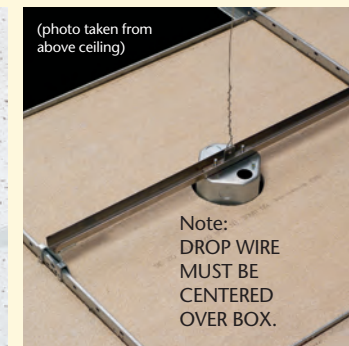 (photo taken from
above ceiling)
Note:
DROP WIRE
MUST BE
CENTERED
OVER BOX.